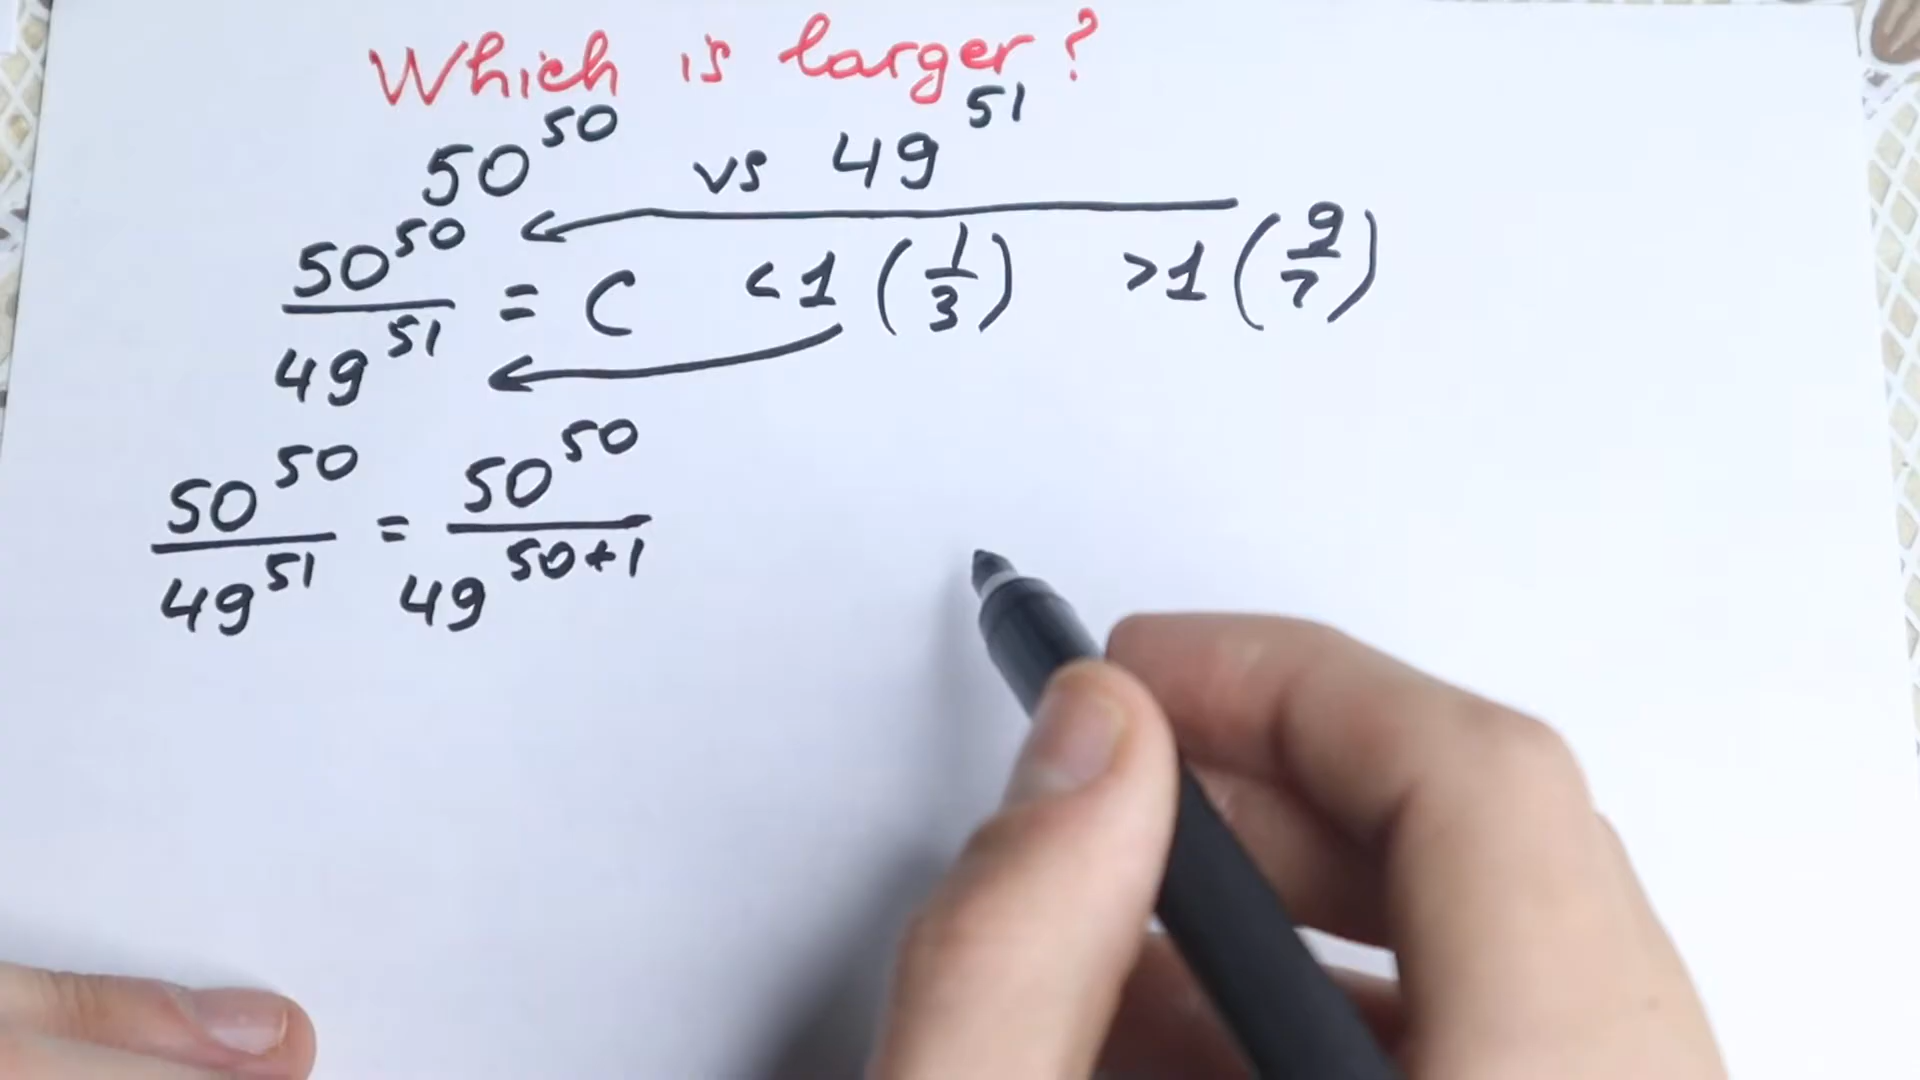 Which is larger?
50^50 vs 49^51
50^50/49^51 = C <1 (1/3) >1 (9/7)
50^50/49^51 = 50^50/49^50+1